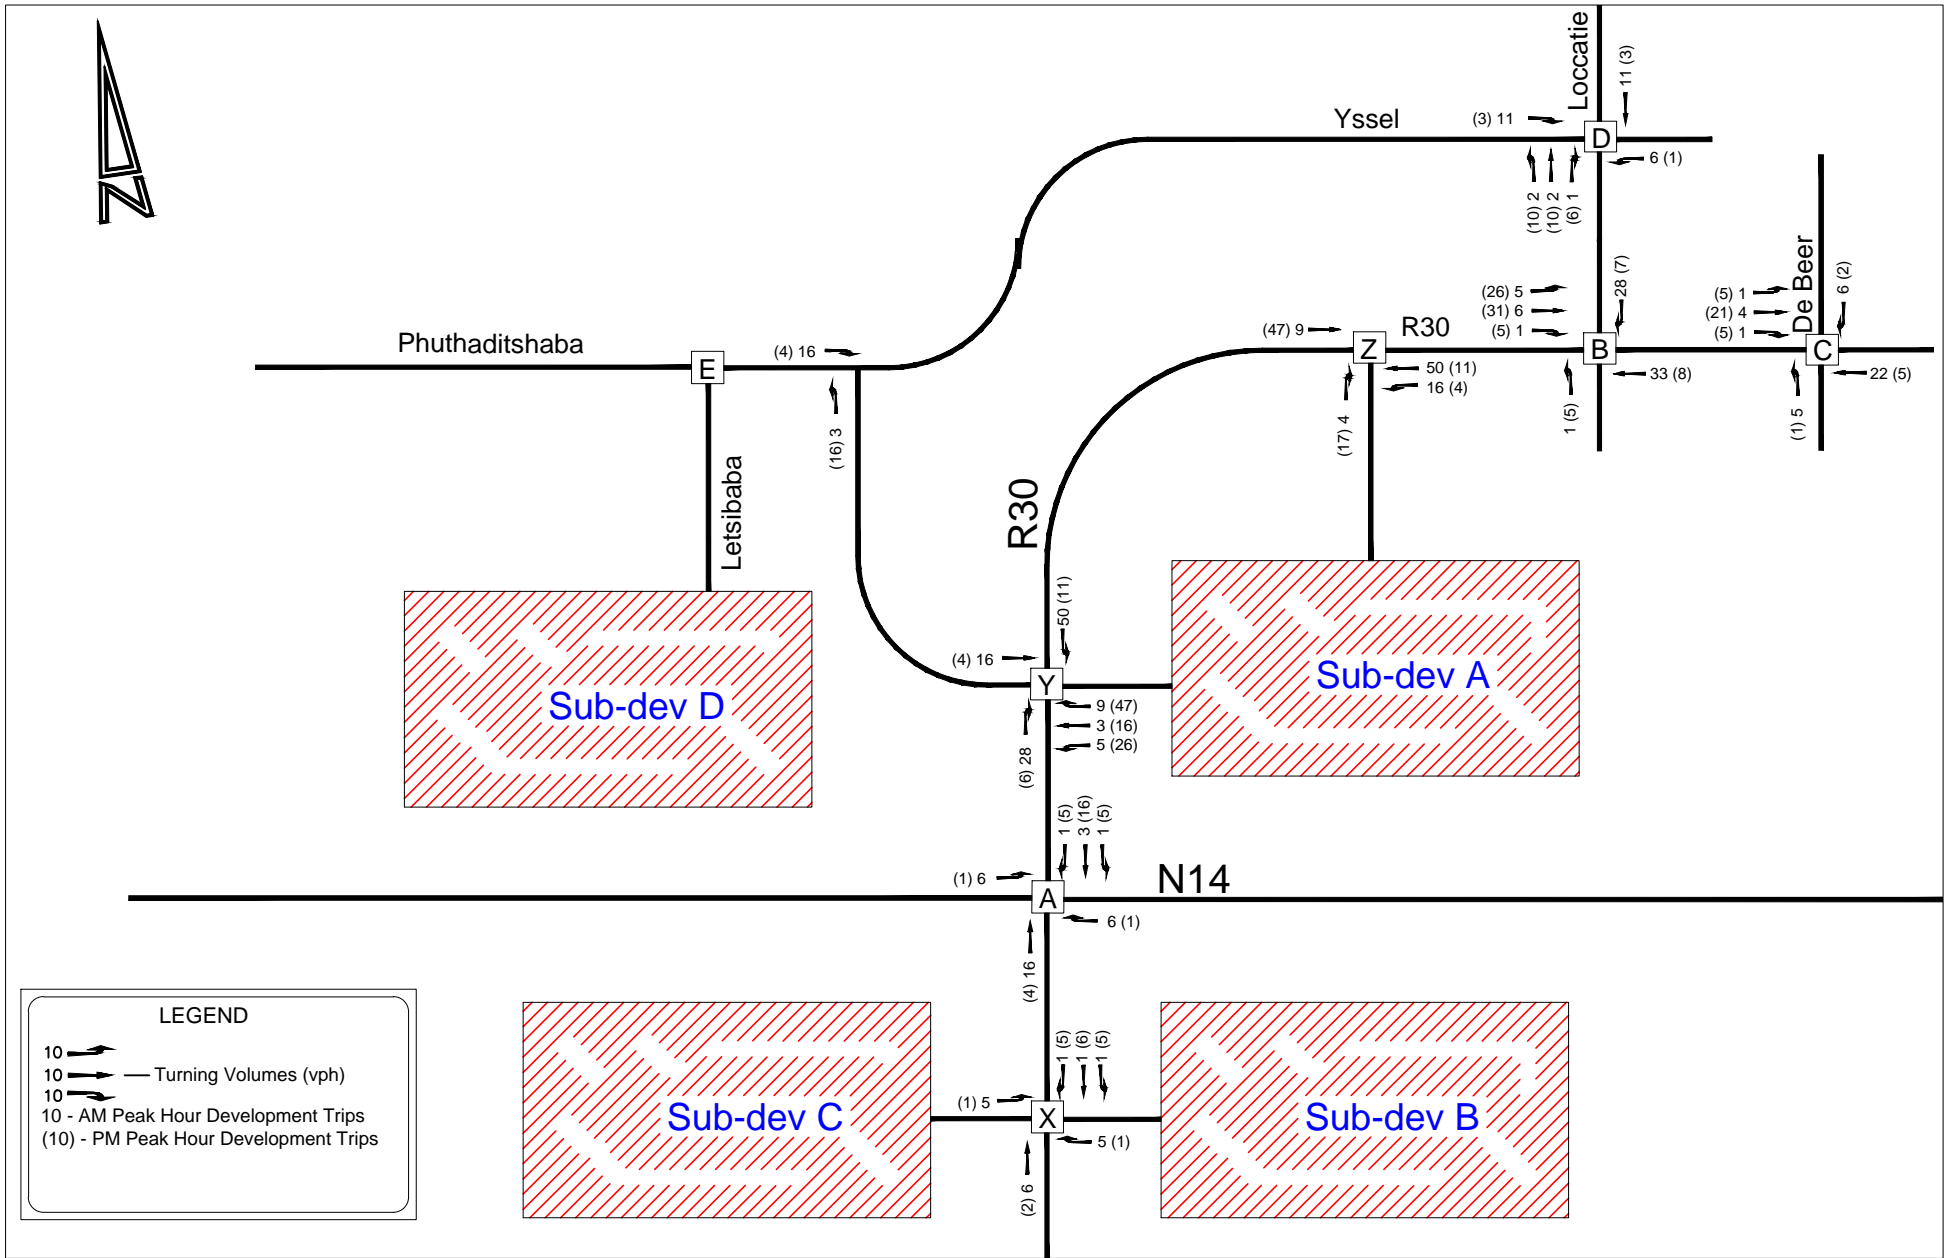 Loccatie
11 (3)
Yssel
(3) 11
D
6 (1)
(10) 2
(10) 2
(6) 1
De Beer
28 (7)
6 (2)
(26) 5
(31) 6
(5) 1
(5) 1
(21) 4
(5) 1
Phuthaditshaba
(47) 9
R30
(4) 16
E
Z
B
C
50 (11)
16 (4)
33 (8)
22 (5)
1 (5)
(1) 5
(16) 3
(17) 4
Letsibaba
R30
50 (11)
(4) 16
Y
Sub-dev A
Sub-dev D
9 (47)
3 (16)
5 (26)
(6) 28
1 (5)
3 (16)
1 (5)
N14
(1) 6
A
6 (1)
(4) 16
LEGEND
10
10 Turning Volumes (vph)
10
10 - AM Peak Hour Development Trips
(10) - PM Peak Hour Development Trips
1 (5)
1 (6)
1 (5)
(1) 5
X
Sub-dev C
Sub-dev B
5 (1)
(2) 6